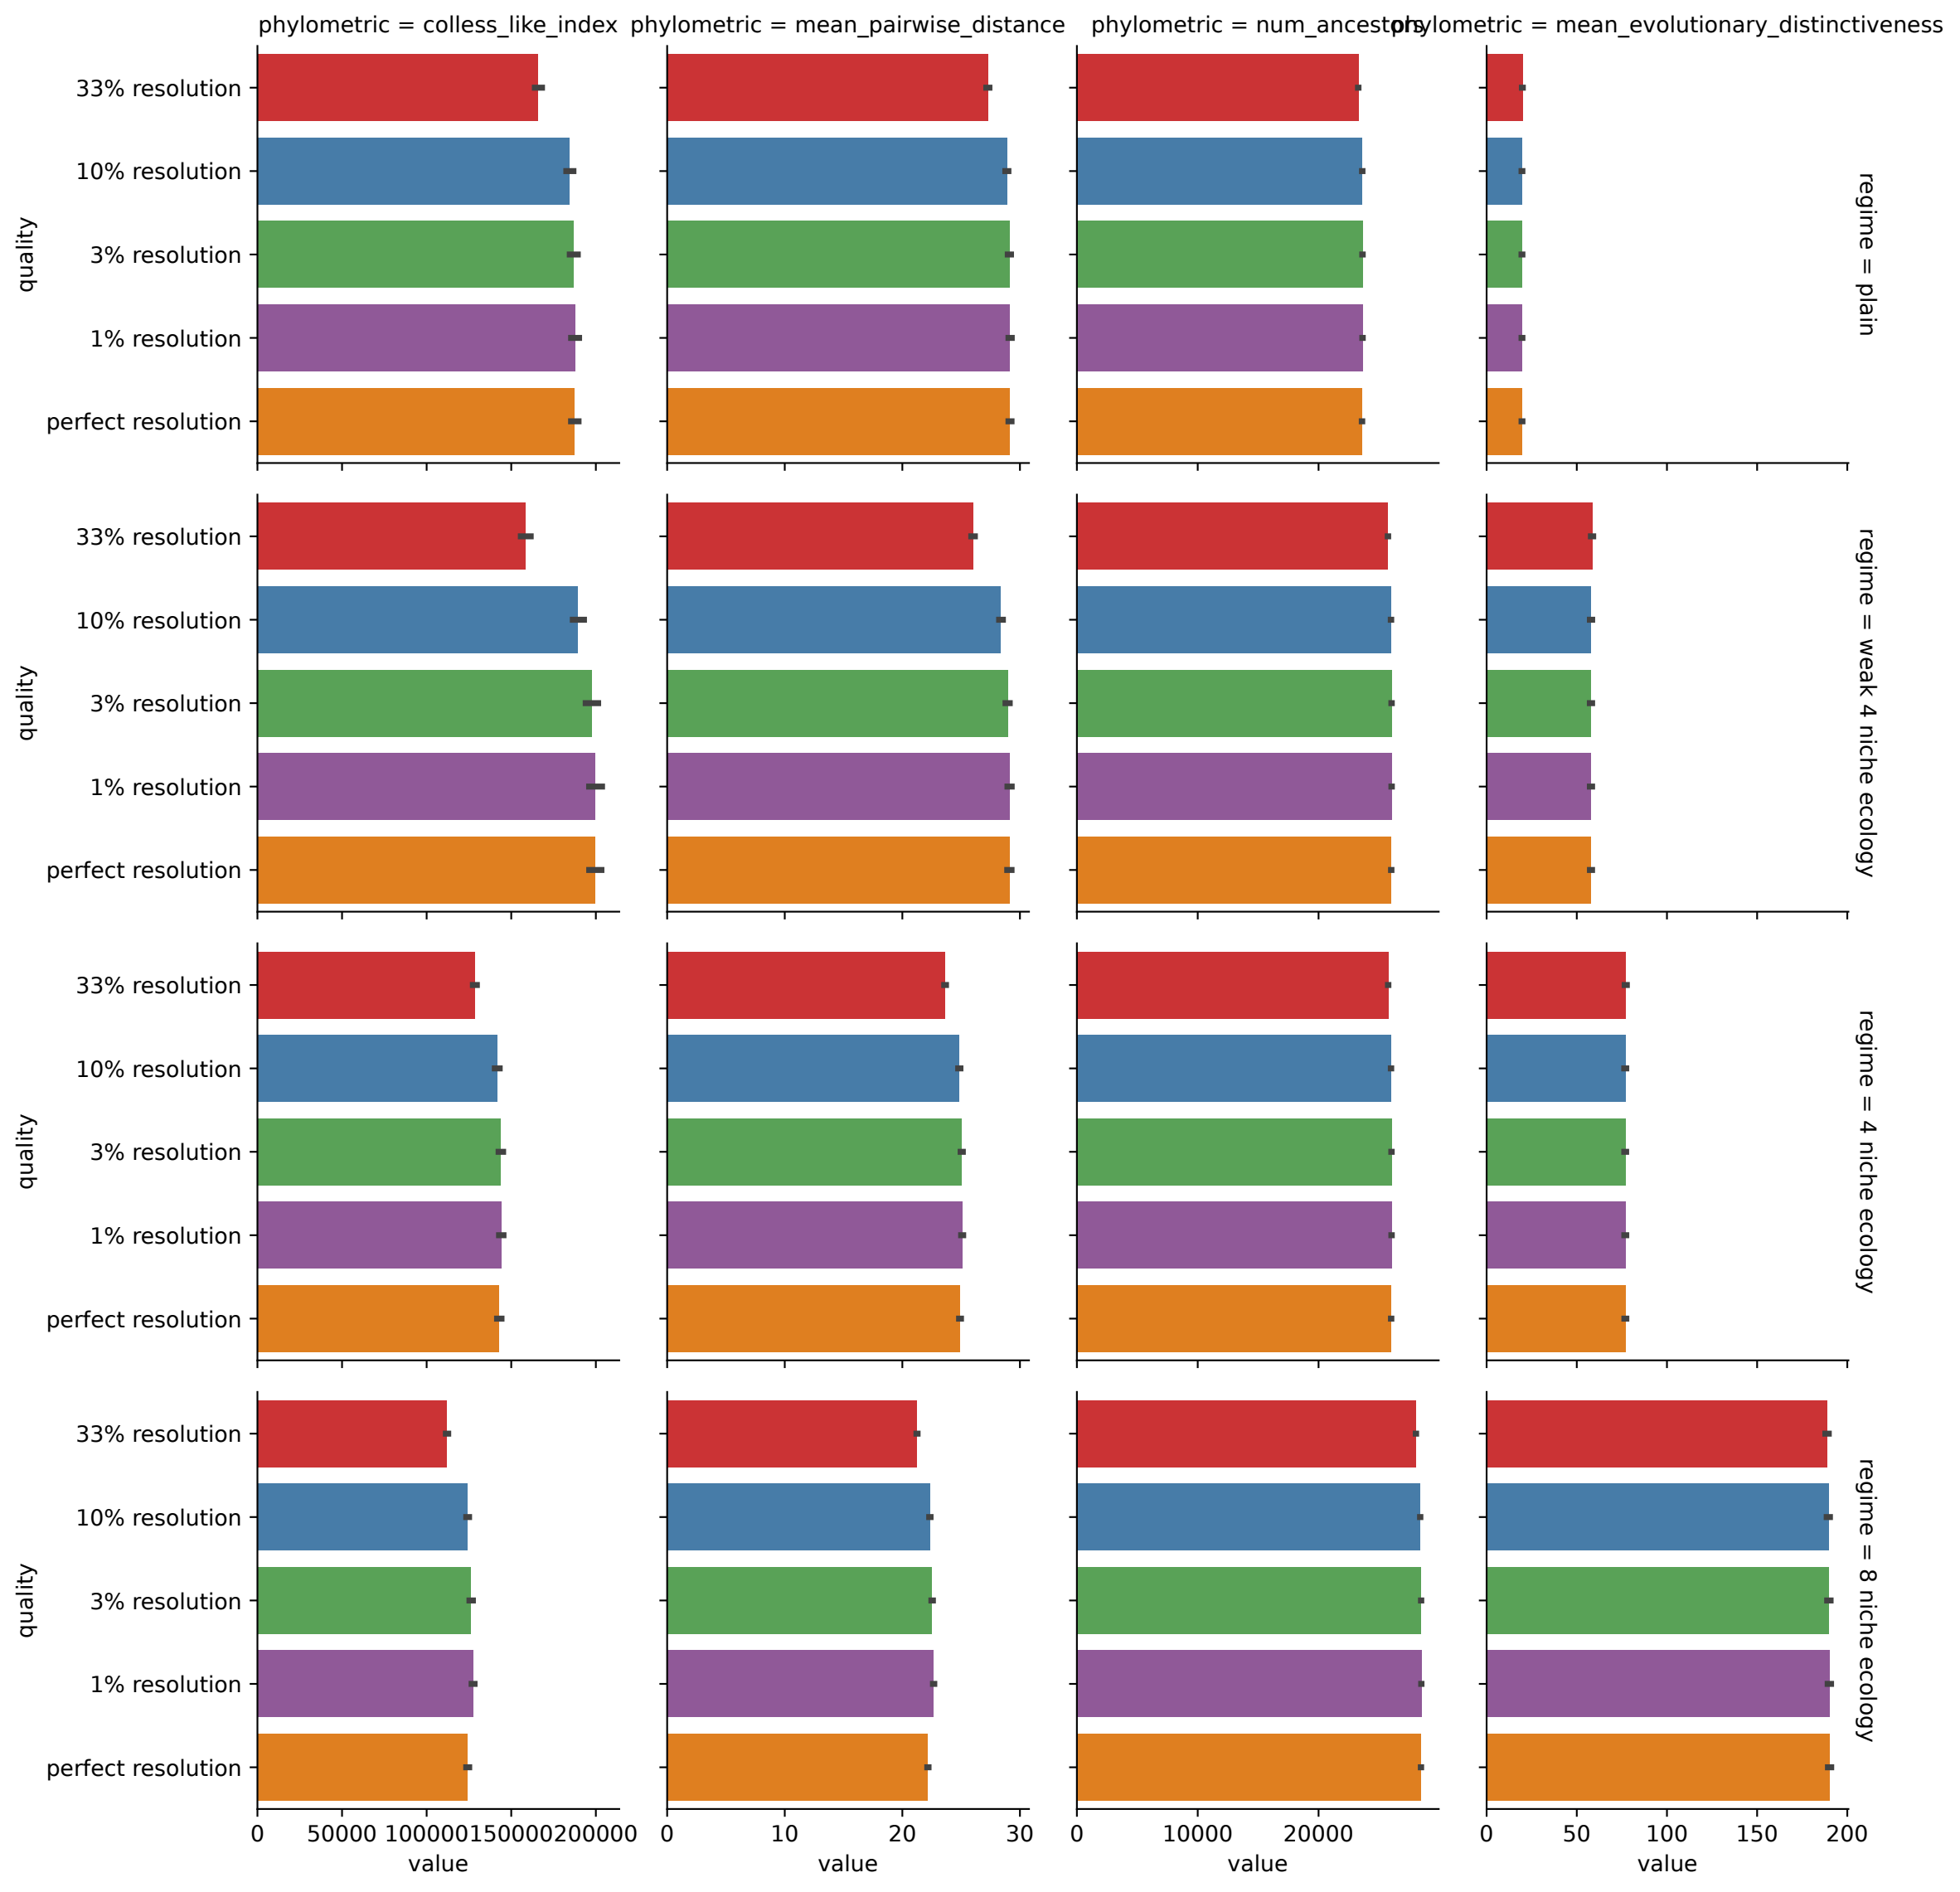 phylometric = colless_like_index
phylometric = mean_pairwise_distance
phylometric = num_ancestors
phylometric = mean_evolutionary_distinctiveness
quality
33% resolution
10% resolution
3% resolution
1% resolution
perfect resolution
regime = plain
quality
33% resolution
10% resolution
3% resolution
1% resolution
perfect resolution
regime = weak 4 niche ecology
quality
33% resolution
10% resolution
3% resolution
1% resolution
perfect resolution
regime = 4 niche ecology
quality
33% resolution
10% resolution
3% resolution
1% resolution
perfect resolution
regime = 8 niche ecology
0 50000 100000 150000 200000
value
0 10 20 30
value
0 10000 20000
value
0 50 100 150 200
value